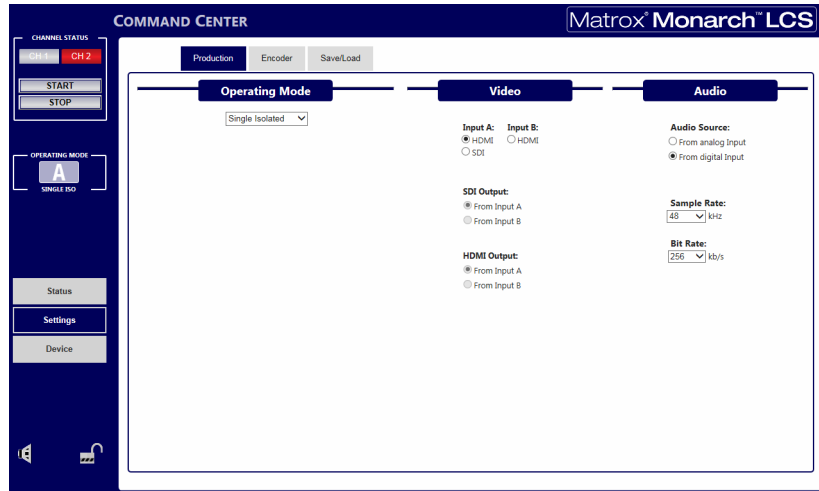 COMMAND CENTER
Matrox® Monarch™ LCS
CHANNEL STATUS
CH 1 CH 2
START
STOP
OPERATING MODE
A
SINGLE ISO
Status
Settings
Device
Production Encoder Save/Load
Operating Mode
Single Isolated
Video
Input A: Input B:
HDMI HDMI
SDI
SDI Output:
From Input A
From Input B
HDMI Output:
From Input A
From Input B
Audio
Audio Source:
From analog Input
From digital Input
Sample Rate:
48 kHz
Bit Rate:
256 kb/s